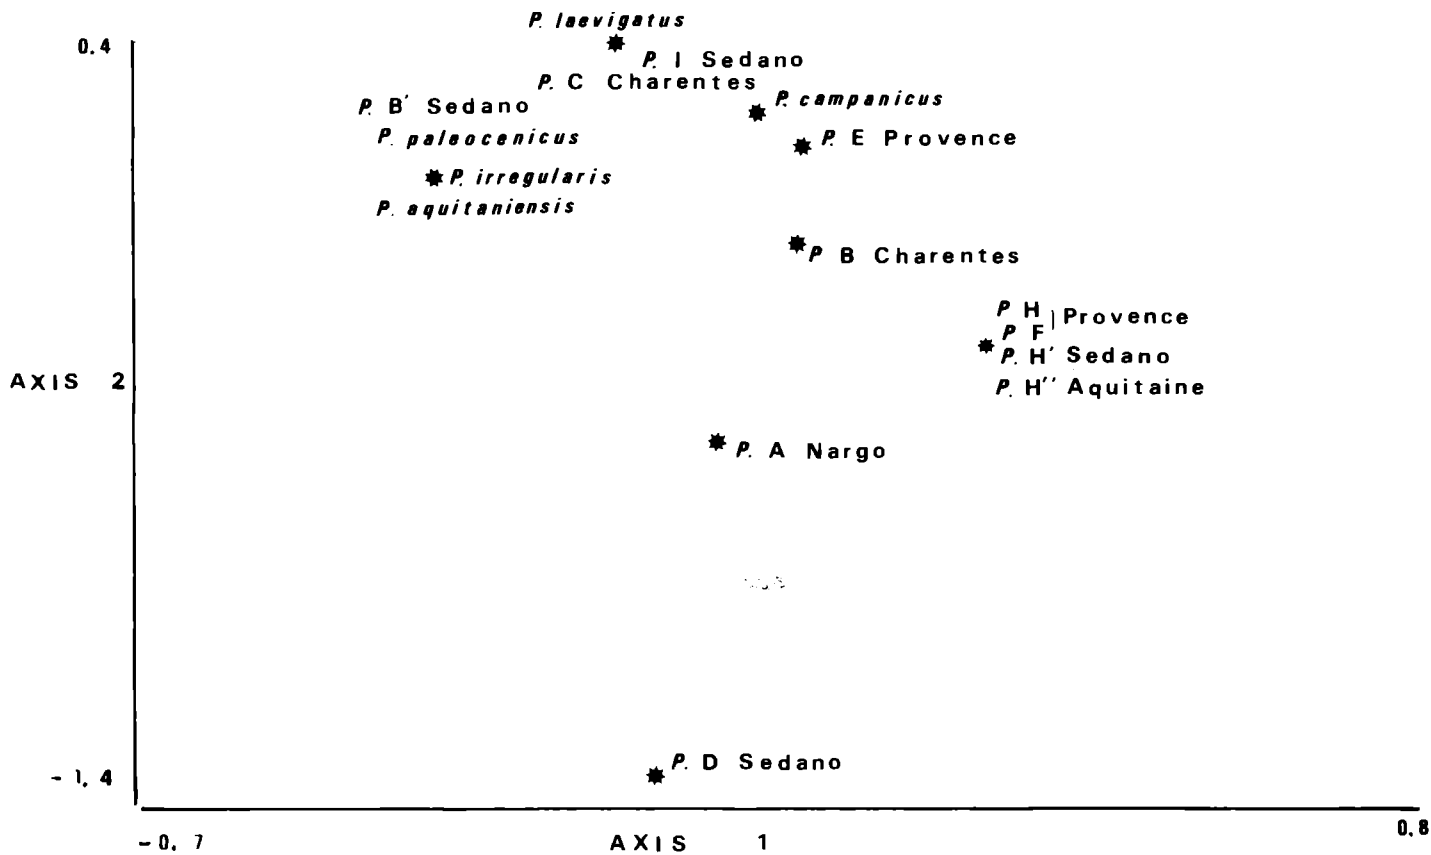 P. laevigatus
0.4
P. I Sedano
P. C Charentes
P. campanicus
P. B′ Sedano
P. paleocenicus
P. E Provence
P. irregularis
P. aquitaniensis
P B Charentes
P H
P F
Provence
P. H′ Sedano
AXIS 2
P. H′′ Aquitaine
P. A Nargo
P. D Sedano
-1,4
-0,7
AXIS 1
0.8